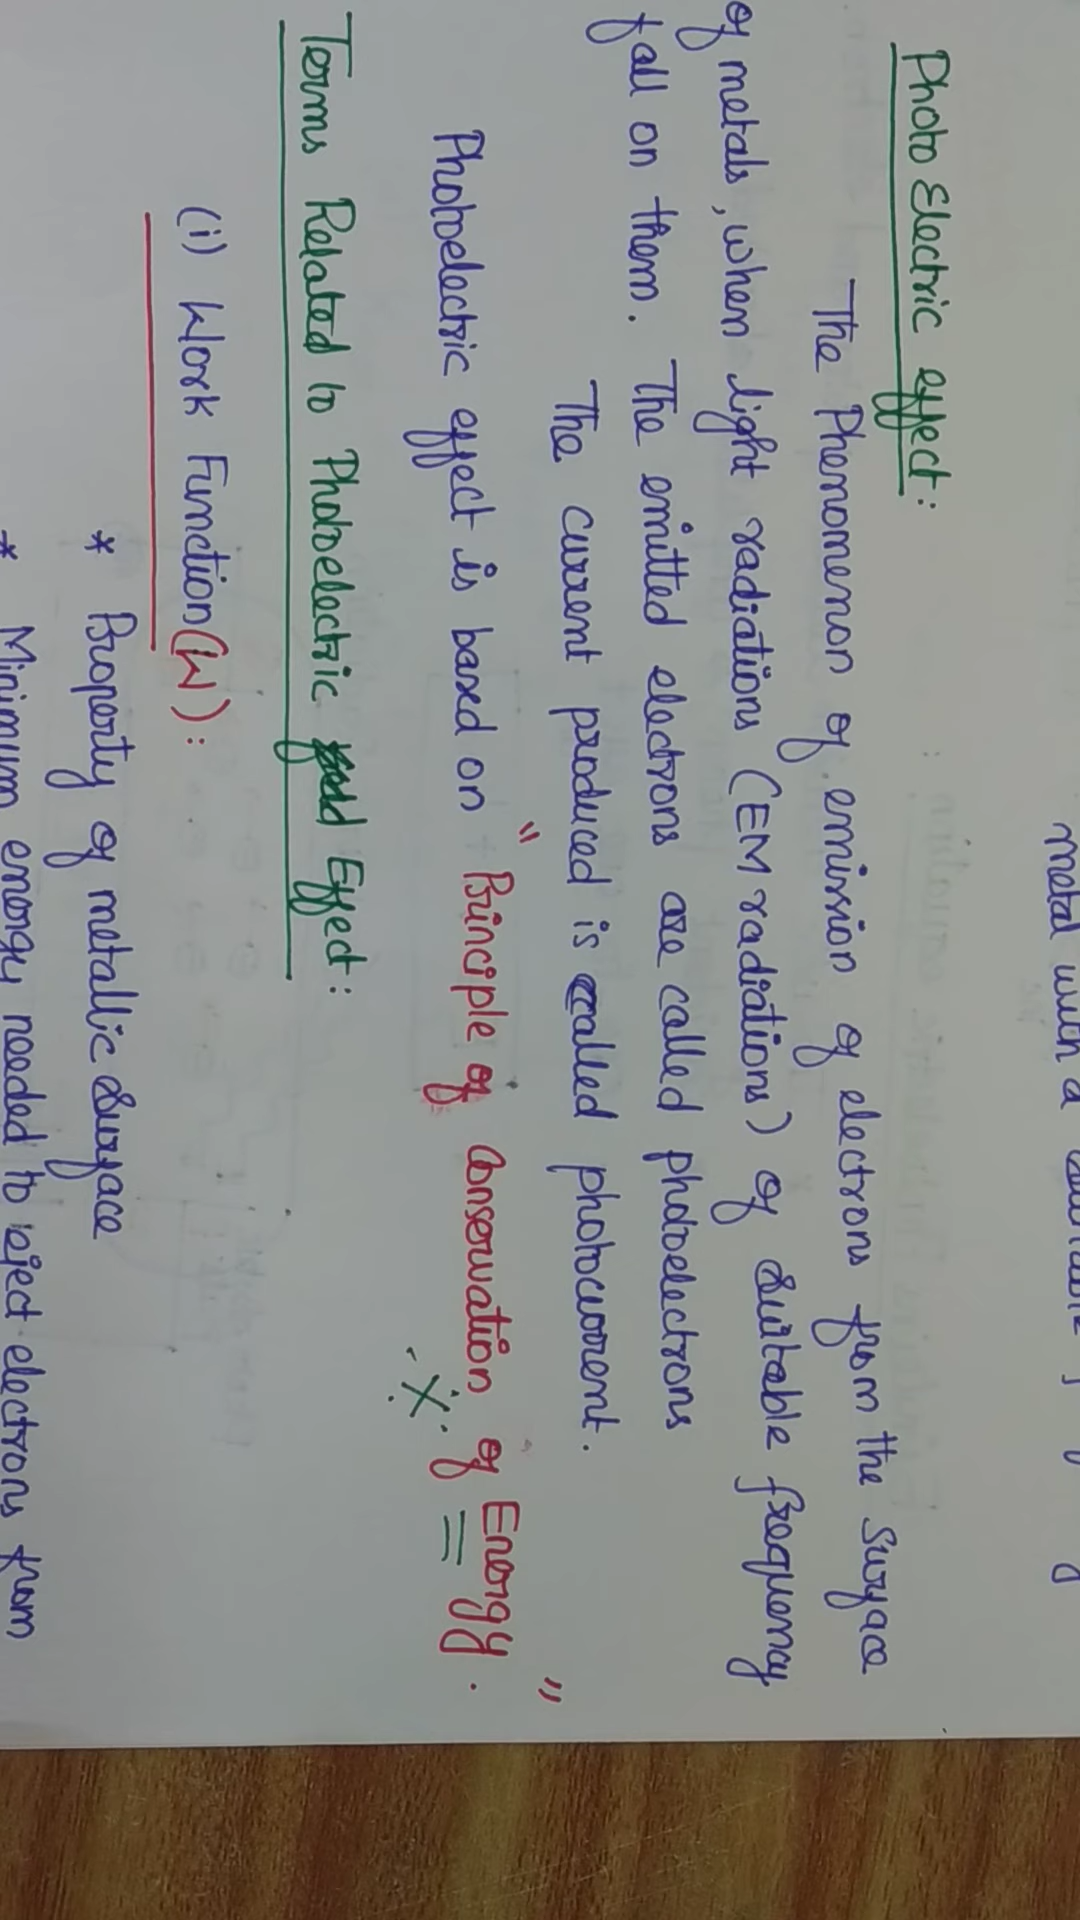 metal with a
Photo Electric effect:
The Phenomenon of emission of electrons from the surface
of metals, when light radiations (EM radiations) of suitable frequency
fall on them. The emitted electrons are called photoelectrons
The current produced is called photocurrent.
Photoelectric effect is based on "Principle of Conservation of Energy."
Terms Related to Photoelectric Effect:
(i) Work Function (W):
* Property of metallic surface
* Minimum energy needed to eject electrons from